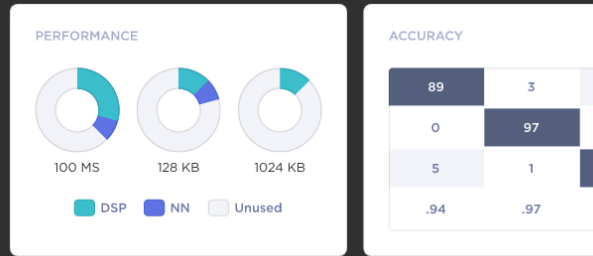 PERFORMANCE
100 MS 128 KB 1024 KB
DSP NN Unused
ACCURACY
89 3
0 97
5 1
.94 .97